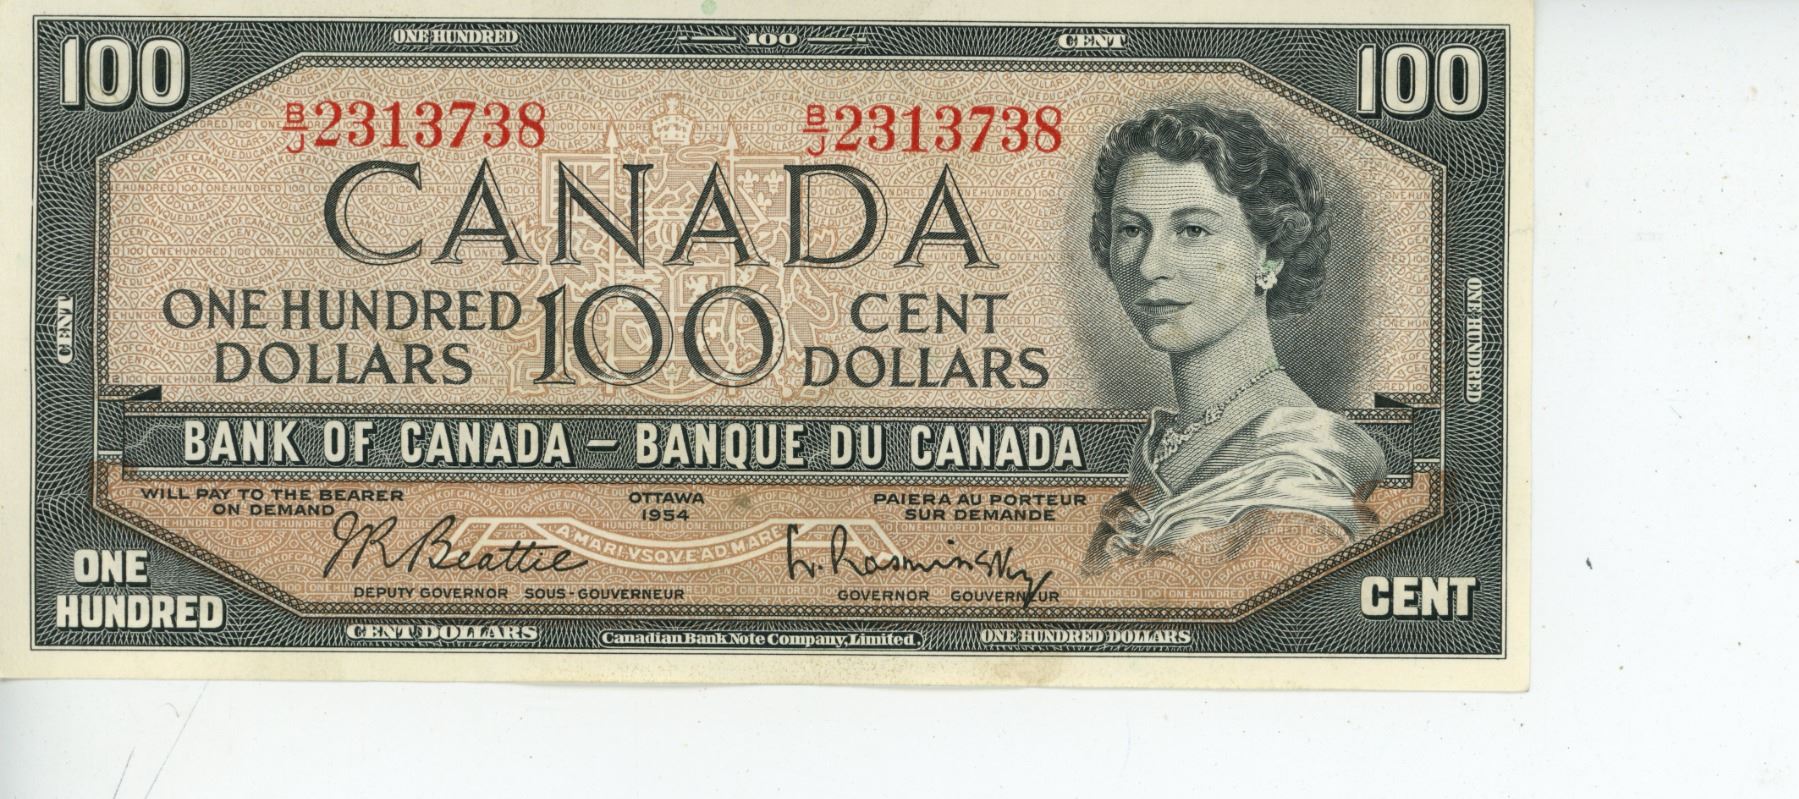 ONE HUNDRED
100
CENT
100
100
B/J 2313738
B/J 2313738
CANADA
ONE HUNDRED DOLLARS
100
CENT DOLLARS
CENT
ONE HUNDRED
BANK OF CANADA – BANQUE DU CANADA
WILL PAY TO THE BEARER
ON DEMAND
OTTAWA
1954
PAIERA AU PORTEUR
SUR DEMANDE
A·MARI·VSQVE·AD·MARE
JR Beattie
L. Rasminsky
DEPUTY GOVERNOR SOUS-GOUVERNEUR
GOVERNOR GOUVERNEUR
ONE
HUNDRED
CENT
CENT DOLLARS
Canadian Bank Note Company, Limited.
ONE HUNDRED DOLLARS